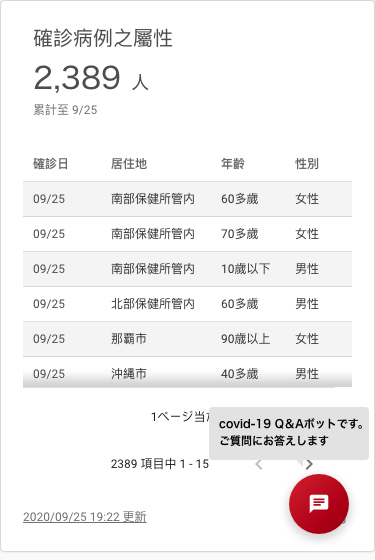 確診病例之屬性
2,389 人
累計至 9/25
確診日 居住地 年齡 性別
09/25 南部保健所管内 60多歲 女性
09/25 南部保健所管内 70多歲 女性
09/25 南部保健所管内 10歲以下 男性
09/25 北部保健所管内 60多歲 男性
09/25 那覇市 90歲以上 女性
09/25 沖縄市 40多歲 男性
1ページ当
covid-19 Q＆Aボットです。
ご質問にお答えします
2389 項目中 1 - 15
2020/09/25 19:22 更新